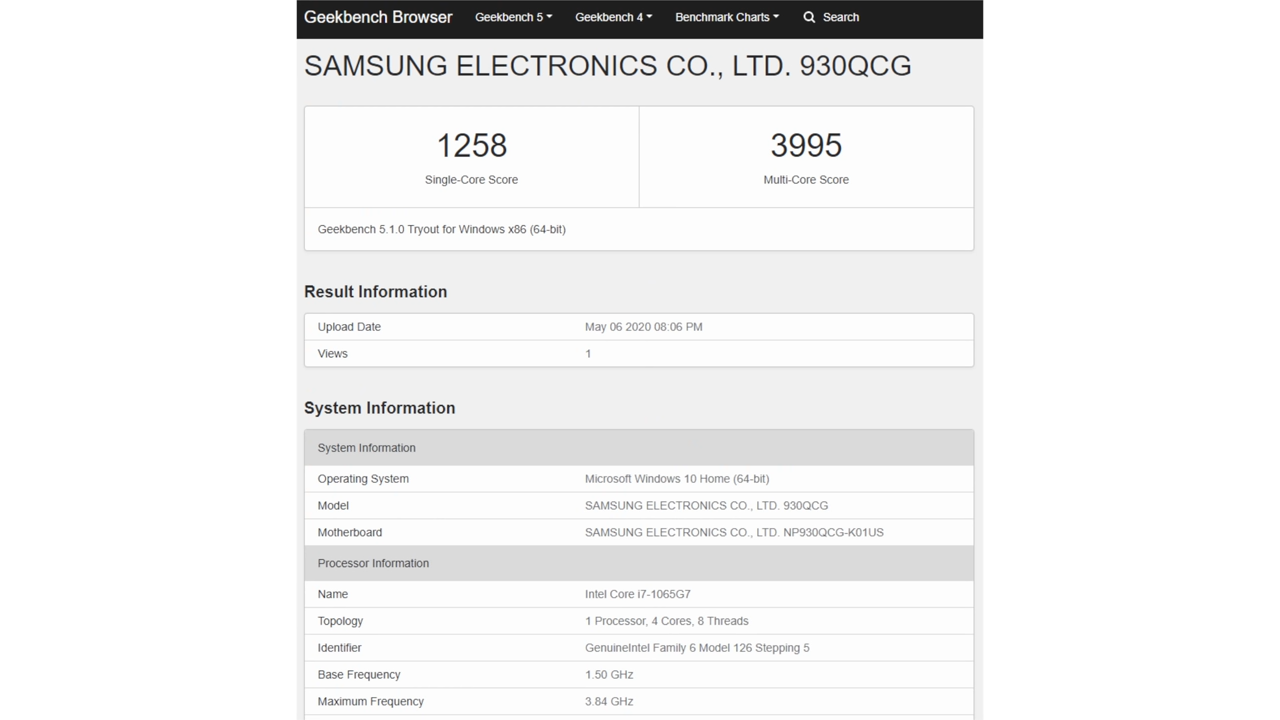 Geekbench Browser Geekbench 5 Geekbench 4 Benchmark Charts Search
SAMSUNG ELECTRONICS CO., LTD. 930QCG
1258 3995
Single-Core Score Multi-Core Score
Geekbench 5.1.0 Tryout for Windows x86 (64-bit)
Result Information
Upload Date May 06 2020 08:06 PM
Views 1
System Information
System Information
Operating System Microsoft Windows 10 Home (64-bit)
Model SAMSUNG ELECTRONICS CO., LTD. 930QCG
Motherboard SAMSUNG ELECTRONICS CO., LTD. NP930QCG-K01US
Processor Information
Name Intel Core i7-1065G7
Topology 1 Processor, 4 Cores, 8 Threads
Identifier GenuineIntel Family 6 Model 126 Stepping 5
Base Frequency 1.50 GHz
Maximum Frequency 3.84 GHz